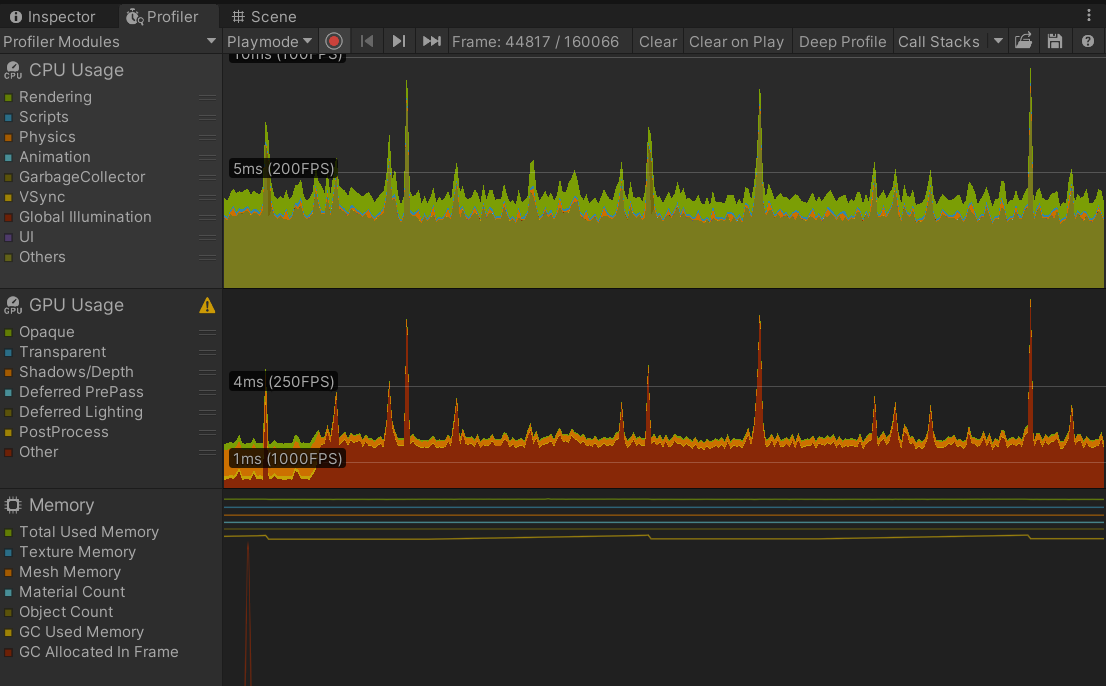 Inspector Profiler Scene
Profiler Modules Playmode Frame: 44817 / 160066 Clear Clear on Play Deep Profile Call Stacks
CPU Usage
CPU
Rendering
Scripts
Physics
Animation
GarbageCollector
VSync
Global Illumination
UI
Others
10ms (100FPS)
5ms (200FPS)
GPU Usage
GPU
Opaque
Transparent
Shadows/Depth
Deferred PrePass
Deferred Lighting
PostProcess
Other
4ms (250FPS)
1ms (1000FPS)
Memory
Total Used Memory
Texture Memory
Mesh Memory
Material Count
Object Count
GC Used Memory
GC Allocated In Frame